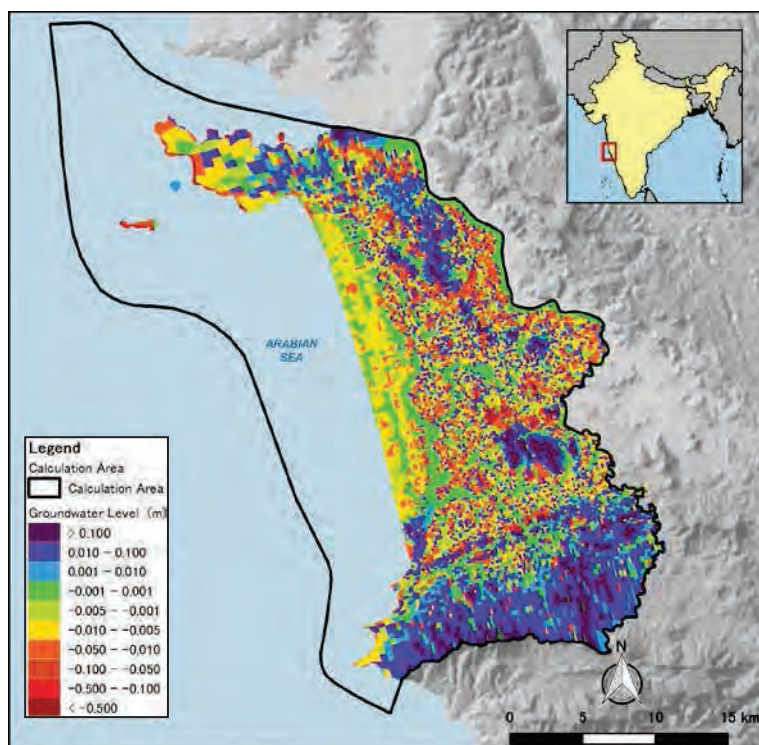 ARABIAN
SEA
Legend
Calculation Area
Calculation Area
Groundwater Level (m)
> 0.100
0.010 - 0.100
0.001 - 0.010
-0.001 - 0.001
-0.005 - -0.001
-0.010 - -0.005
-0.050 - -0.010
-0.100 - -0.050
-0.500 - -0.100
< -0.500
N
0 5 10 15 km